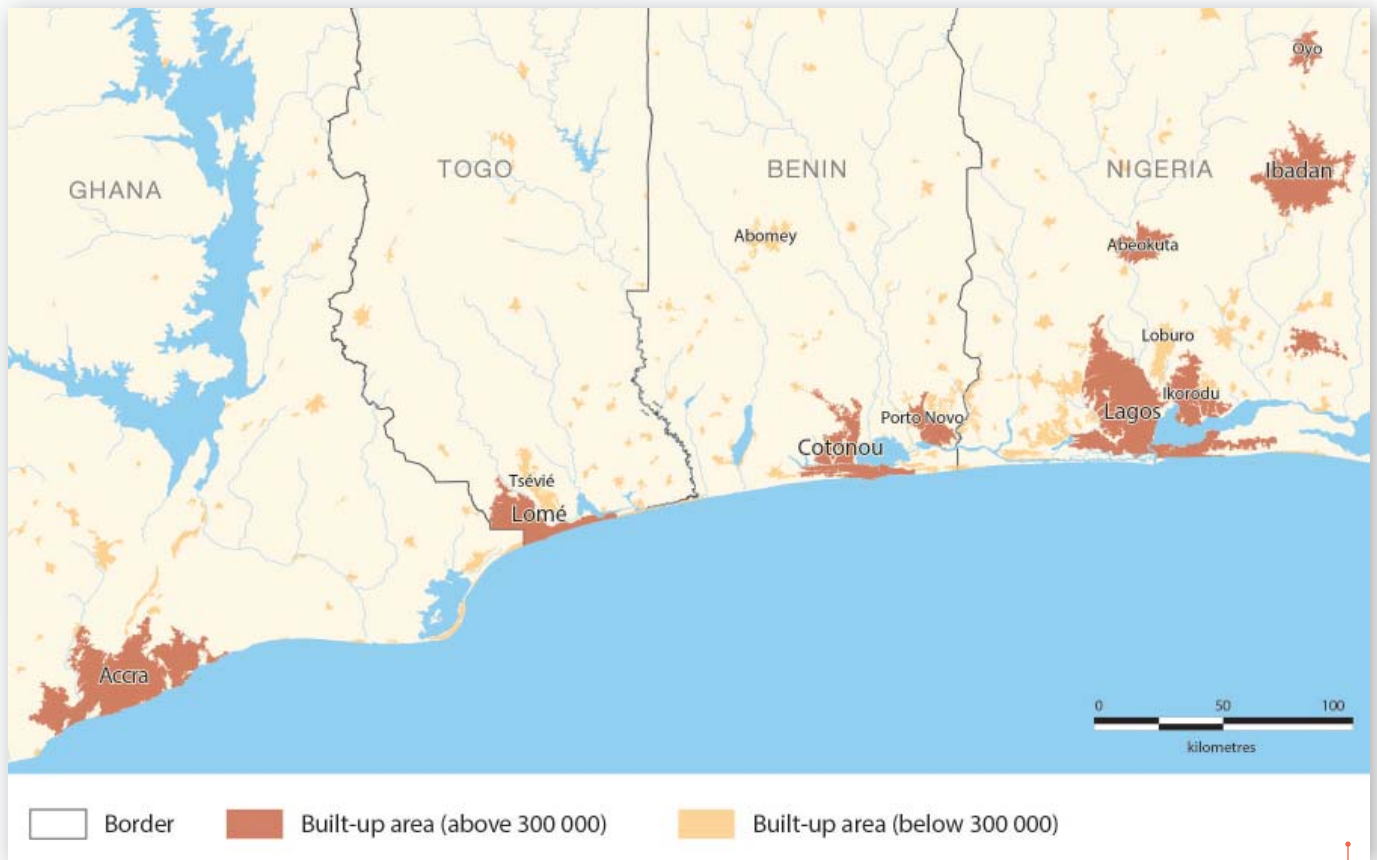 Oyo
Ibadan
GHANA
TOGO
BENIN
NIGERIA
Abomey
Abeokuta
Loburo
Ikorodu
Lagos
Porto Novo
Cotonou
Tsévié
Lomé
Accra
0 50 100
kilometres
Border
Built-up area (above 300 000)
Built-up area (below 300 000)